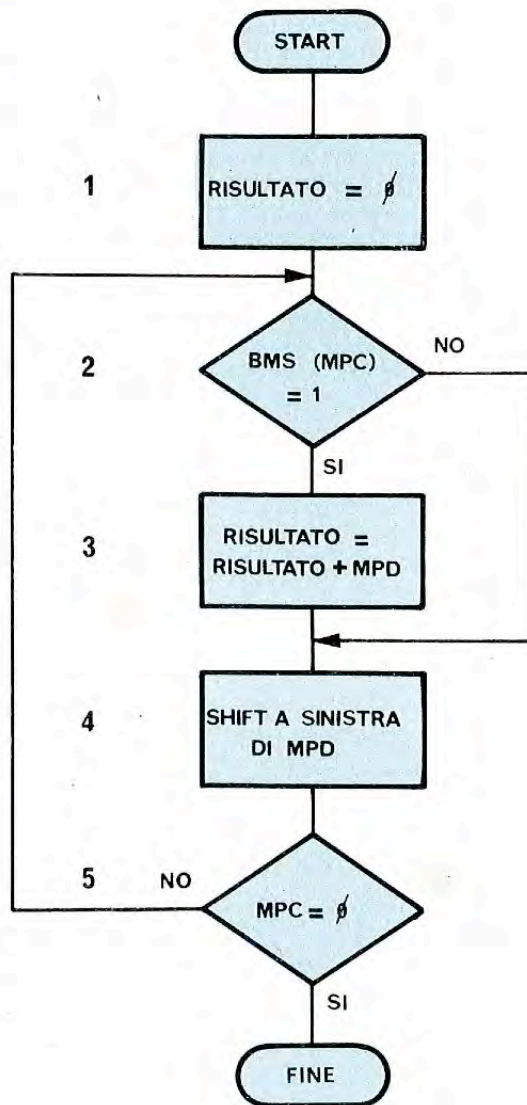 START
1
RISULTATO = ∅
2
BMS (MPC)
= 1
NO
SI
3
RISULTATO =
RISULTATO + MPD
4
SHIFT A SINISTRA
DI MPD
5
NO
MPC = ∅
SI
FINE